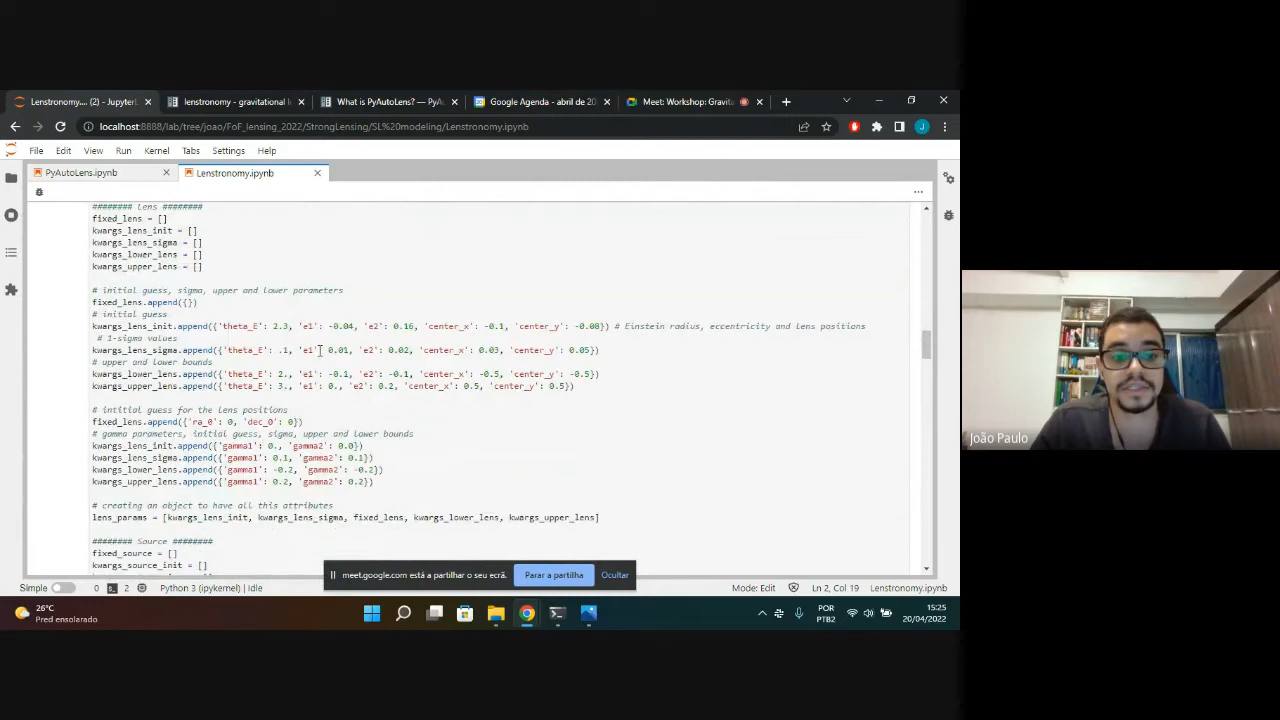 Lenstronomy.... (2) - JupyterL
lenstronomy - gravitational l
What is PyAutoLens? — PyA
Google Agenda - abril de 20
Meet: Workshop: Gravit
localhost:8888/lab/tree/joao/FoF_lensing_2022/StrongLensing/SL%20modeling/Lenstronomy.ipynb
J
File Edit View Run Kernel Tabs Settings Help
PyAutoLens.ipynb
Lenstronomy.ipynb
######## Lens ########
fixed_lens = []
kwargs_lens_init = []
kwargs_lens_sigma = []
kwargs_lower_lens = []
kwargs_upper_lens = []
# initial guess, sigma, upper and lower parameters
fixed_lens.append({})
# initial guess
kwargs_lens_init.append({'theta_E': 2.3, 'e1': -0.04, 'e2': 0.16, 'center_x': -0.1, 'center_y': -0.08}) # Einstein radius, eccentricity and lens positions
# 1-sigma values
kwargs_lens_sigma.append({'theta_E': .1, 'e1': 0.01, 'e2': 0.02, 'center_x': 0.03, 'center_y': 0.05})
# upper and lower bounds
kwargs_lower_lens.append({'theta_E': 2., 'e1': -0.1, 'e2': -0.1, 'center_x': -0.5, 'center_y': -0.5})
kwargs_upper_lens.append({'theta_E': 3., 'e1': 0., 'e2': 0.2, 'center_x': 0.5, 'center_y': 0.5})
# intitial guess for the lens positions
fixed_lens.append({'ra_0': 0, 'dec_0': 0})
# gamma parameters, initial guess, sigma, upper and lower bounds
kwargs_lens_init.append({'gamma1': 0., 'gamma2': 0.0})
kwargs_lens_sigma.append({'gamma1': 0.1, 'gamma2': 0.1})
kwargs_lower_lens.append({'gamma1': -0.2, 'gamma2': -0.2})
kwargs_upper_lens.append({'gamma1': 0.2, 'gamma2': 0.2})
# creating an object to have all this attributes
lens_params = [kwargs_lens_init, kwargs_lens_sigma, fixed_lens, kwargs_lower_lens, kwargs_upper_lens]
######## Source ########
fixed_source = []
kwargs_source_init = []
meet.google.com está a partilhar o seu ecrã. Parar a partilha Ocultar
Simple 0 2 Python 3 (ipykernel) | Idle Mode: Edit Ln 2, Col 19 Lenstronomy.ipynb
26°C
Pred ensolarado
POR
PTB2
15:25
20/04/2022
João Paulo